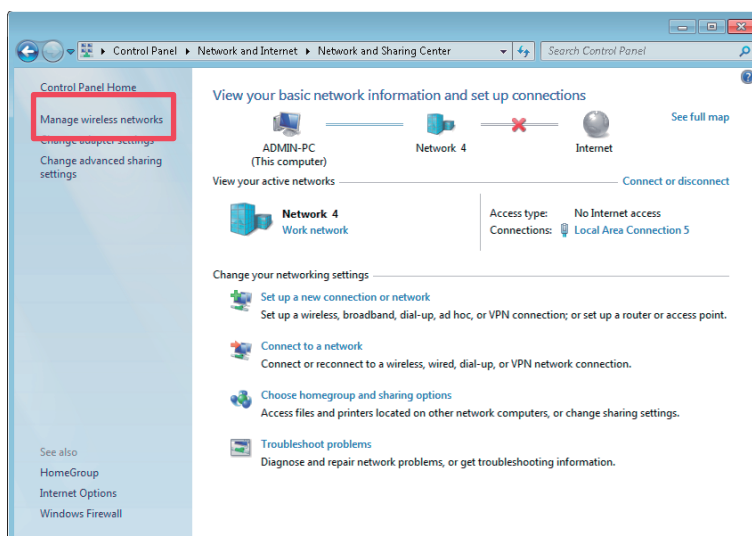 Control Panel ▸ Network and Internet ▸ Network and Sharing Center
Search Control Panel
Control Panel Home
Manage wireless networks
Change adapter settings
Change advanced sharing
settings
See also
HomeGroup
Internet Options
Windows Firewall
View your basic network information and set up connections
See full map
ADMIN-PC
(This computer)
Network 4
Internet
View your active networks
Connect or disconnect
Network 4
Work network
Access type: No Internet access
Connections: Local Area Connection 5
Change your networking settings
Set up a new connection or network
Set up a wireless, broadband, dial-up, ad hoc, or VPN connection; or set up a router or access point.
Connect to a network
Connect or reconnect to a wireless, wired, dial-up, or VPN network connection.
Choose homegroup and sharing options
Access files and printers located on other network computers, or change sharing settings.
Troubleshoot problems
Diagnose and repair network problems, or get troubleshooting information.